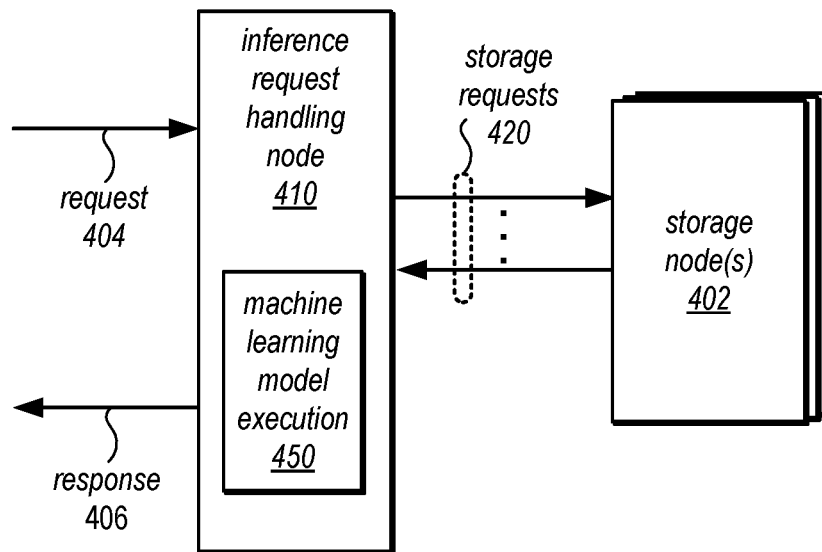 inference
request
handling
node
410
storage
requests
420
request
404
storage
node(s)
402
machine
learning
model
execution
450
response
406